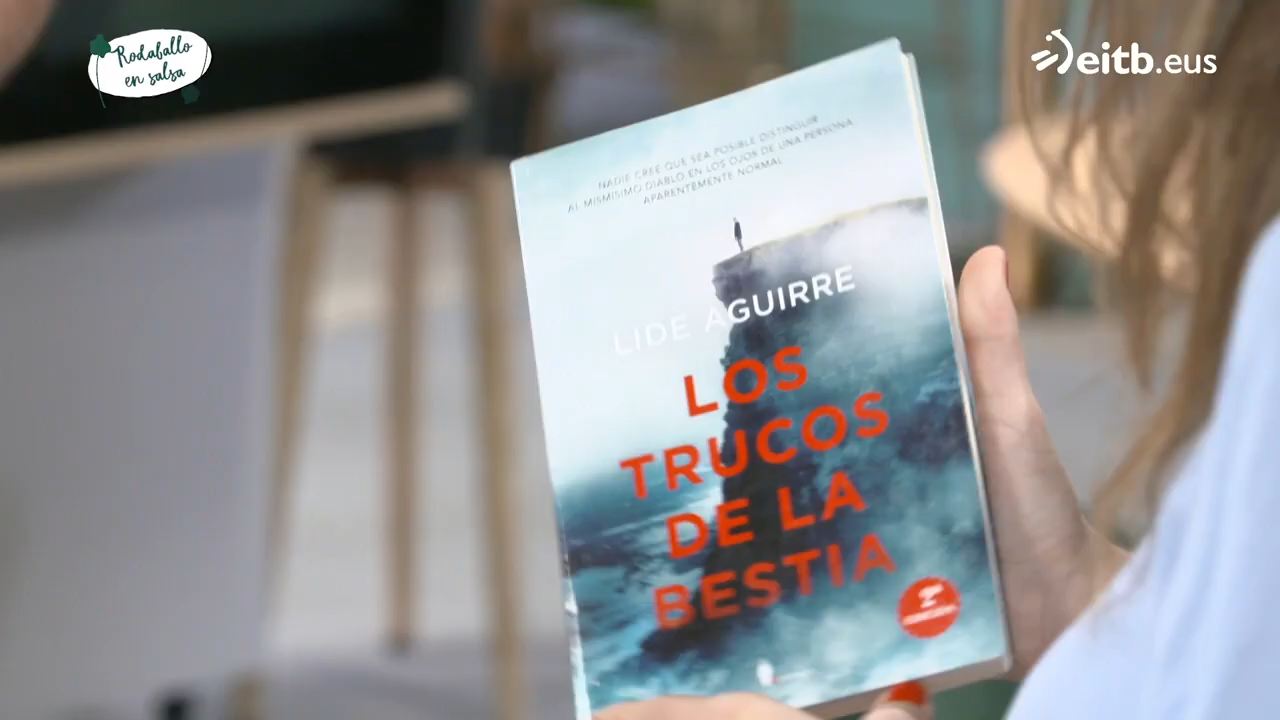 Rodaballo
en salsa
eitb.eus
NADIE CREE QUE SEA POSIBLE DISTINGUIR
AL MISMÍSIMO DIABLO EN LOS OJOS DE UNA PERSONA
APARENTEMENTE NORMAL
LIDE AGUIRRE
LOS
TRUCOS
DE LA
BESTIA